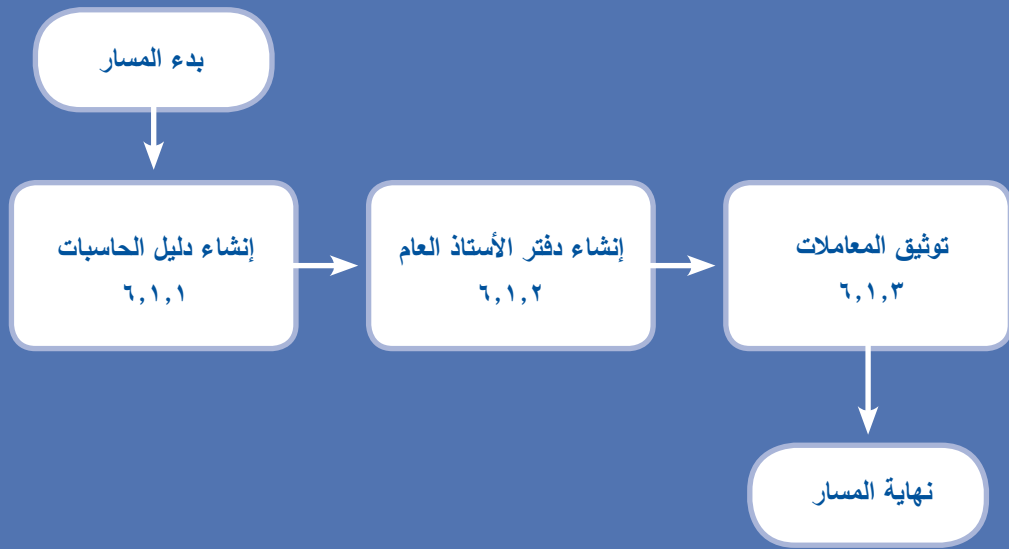 بدء المسار
إنشاء دليل الحاسبات
٦,١,١
إنشاء دفتر الأستاذ العام
٦,١,٢
توثيق المعاملات
٦,١,٣
نهاية المسار